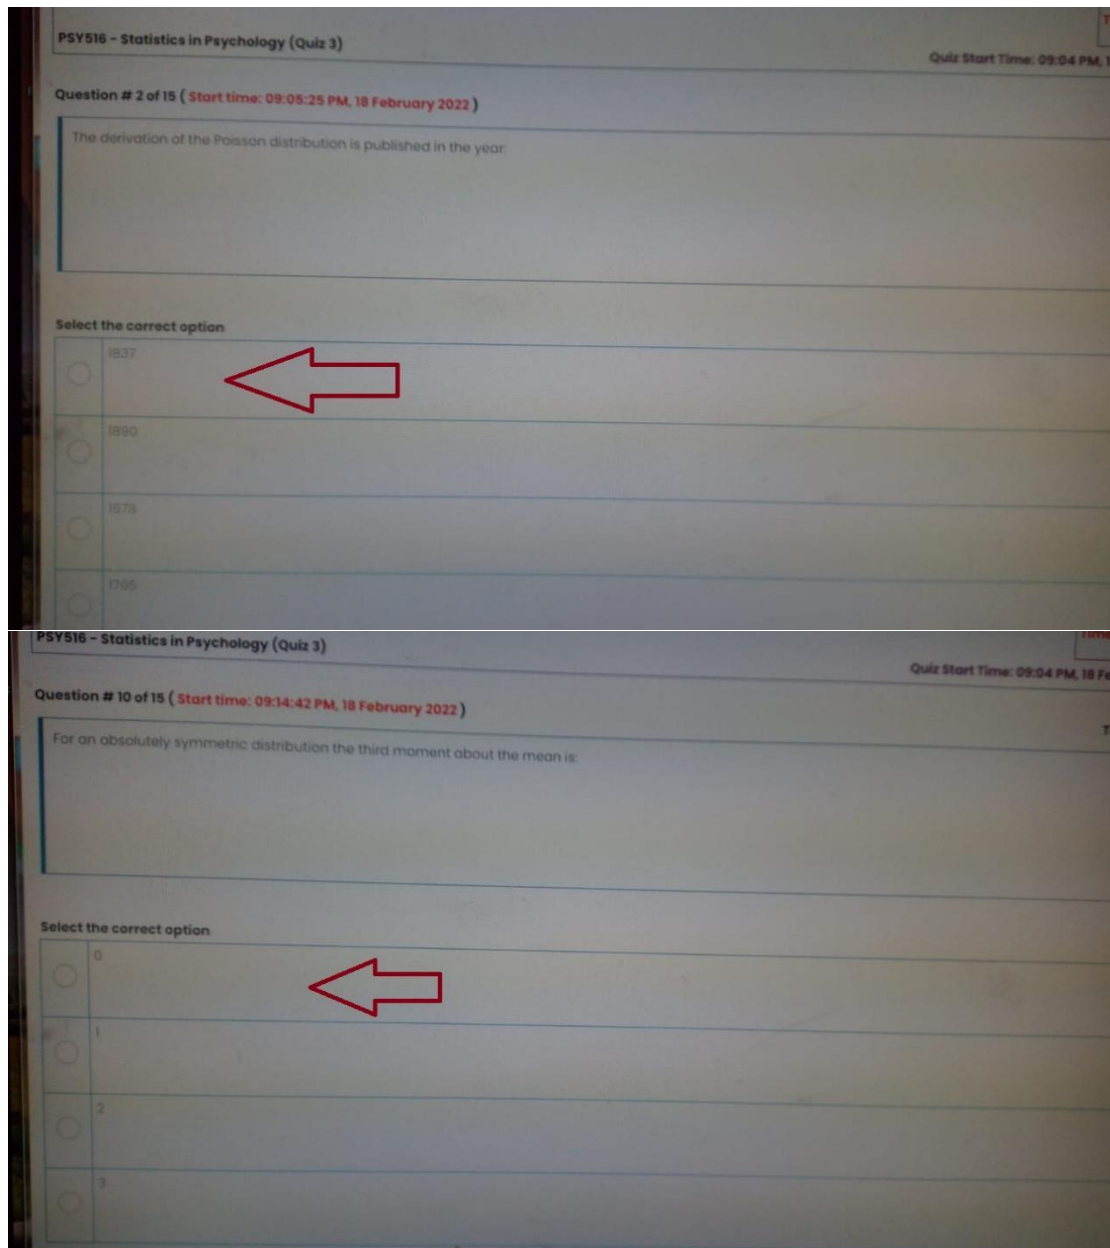 PSY516 - Statistics in Psychology (Quiz 3)
Quiz Start Time: 09:04 PM, 1
Question # 2 of 15 ( Start time: 09:05:25 PM, 18 February 2022 )
The derivation of the Poisson distribution is published in the year:
Select the correct option
1837
1890
1678
1765
PSY516 - Statistics in Psychology (Quiz 3)
Time
Quiz Start Time: 09:04 PM, 18 Fe
Question # 10 of 15 ( Start time: 09:14:42 PM, 18 February 2022 )
T
For an absolutely symmetric distribution the third moment about the mean is:
Select the correct option
0
1
2
3